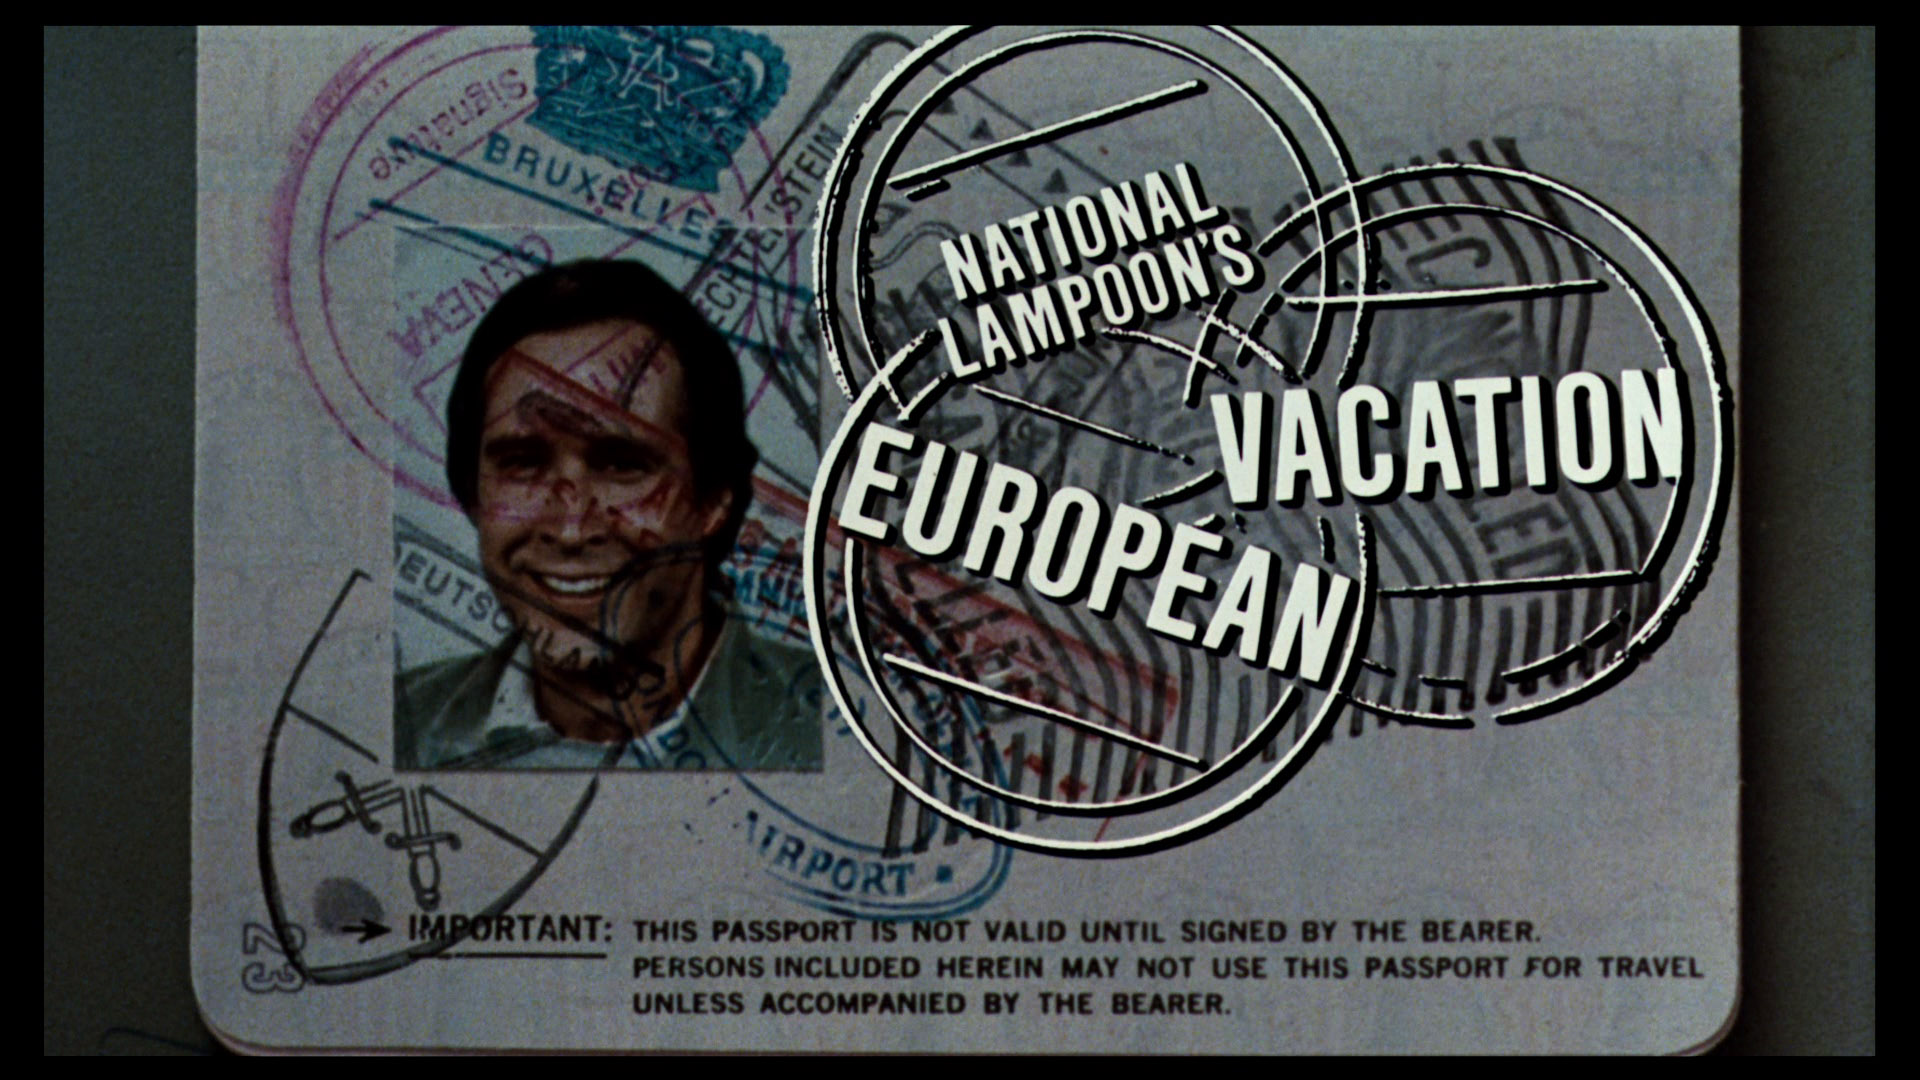 Signature
BRUXELLES
GENEVA
NATIONAL
LAMPOON'S
EUROPEAN
VACATION
AIRPORT
IMPORTANT: THIS PASSPORT IS NOT VALID UNTIL SIGNED BY THE BEARER.
PERSONS INCLUDED HEREIN MAY NOT USE THIS PASSPORT FOR TRAVEL
UNLESS ACCOMPANIED BY THE BEARER.